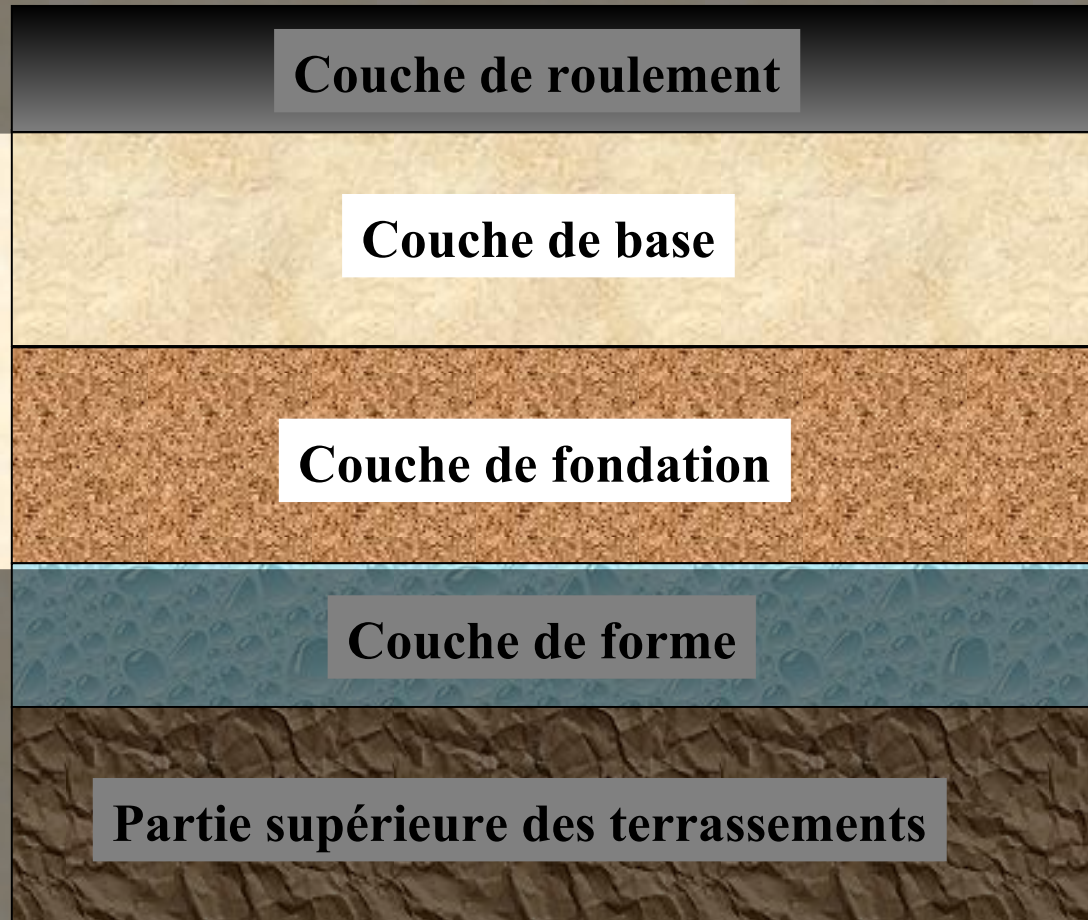 Couche de roulement
Couche de base
Couche de fondation
Couche de forme
Partie supérieure des terrassements